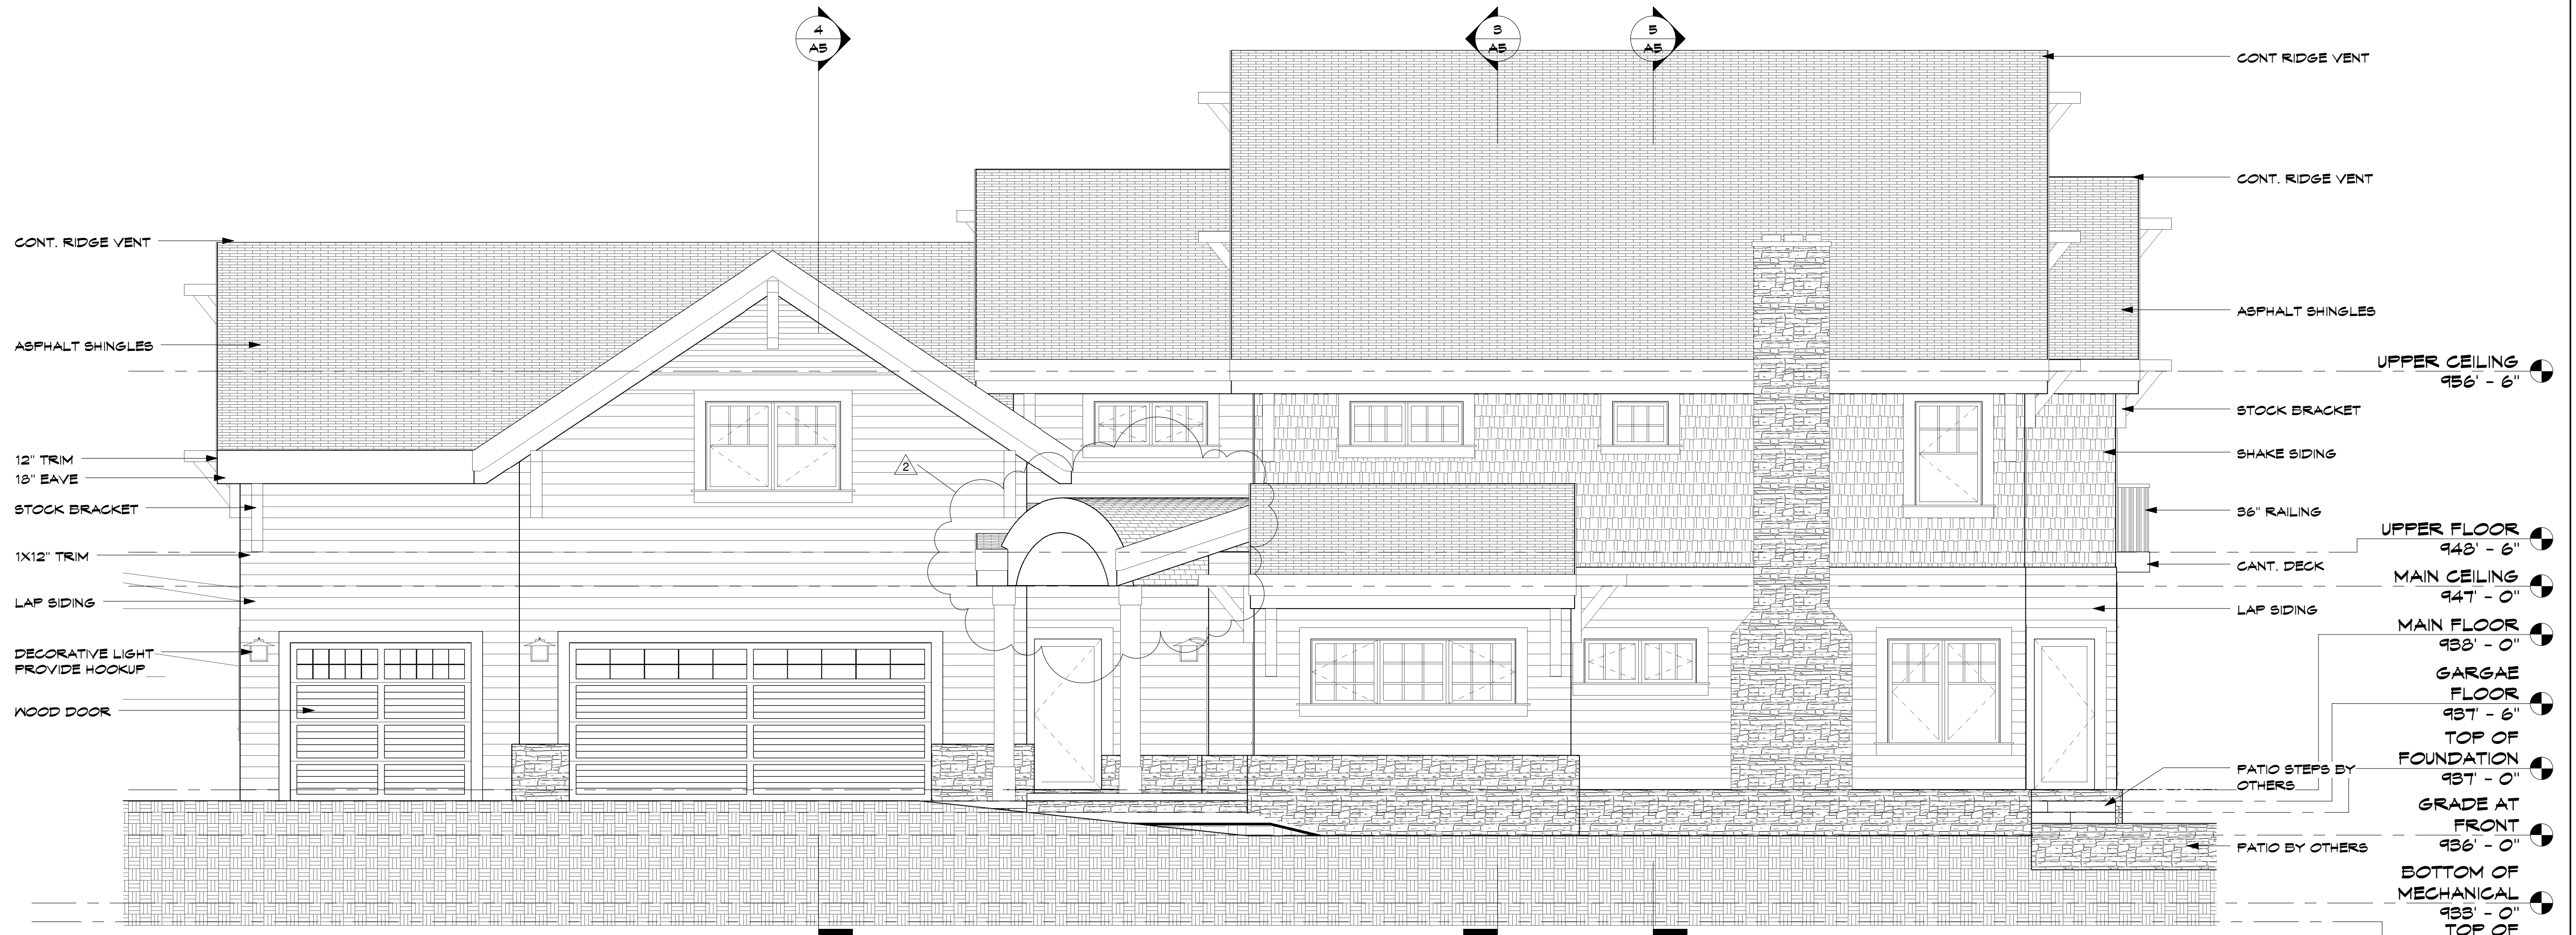 4
A5
3
A5
5
A5
CONT. RIDGE VENT
ASPHALT SHINGLES
12" TRIM
18" EAVE
STOCK BRACKET
1X12" TRIM
LAP SIDING
DECORATIVE LIGHT
PROVIDE HOOKUP
WOOD DOOR
2
CONT RIDGE VENT
CONT. RIDGE VENT
ASPHALT SHINGLES
STOCK BRACKET
SHAKE SIDING
36" RAILING
CANT. DECK
LAP SIDING
PATIO STEPS BY
OTHERS
PATIO BY OTHERS
UPPER CEILING
956' - 6"
UPPER FLOOR
948' - 6"
MAIN CEILING
947' - 0"
MAIN FLOOR
938' - 0"
GARGAE
FLOOR
937' - 6"
TOP OF
FOUNDATION
937' - 0"
GRADE AT
FRONT
936' - 0"
BOTTOM OF
MECHANICAL
933' - 0"
TOP OF